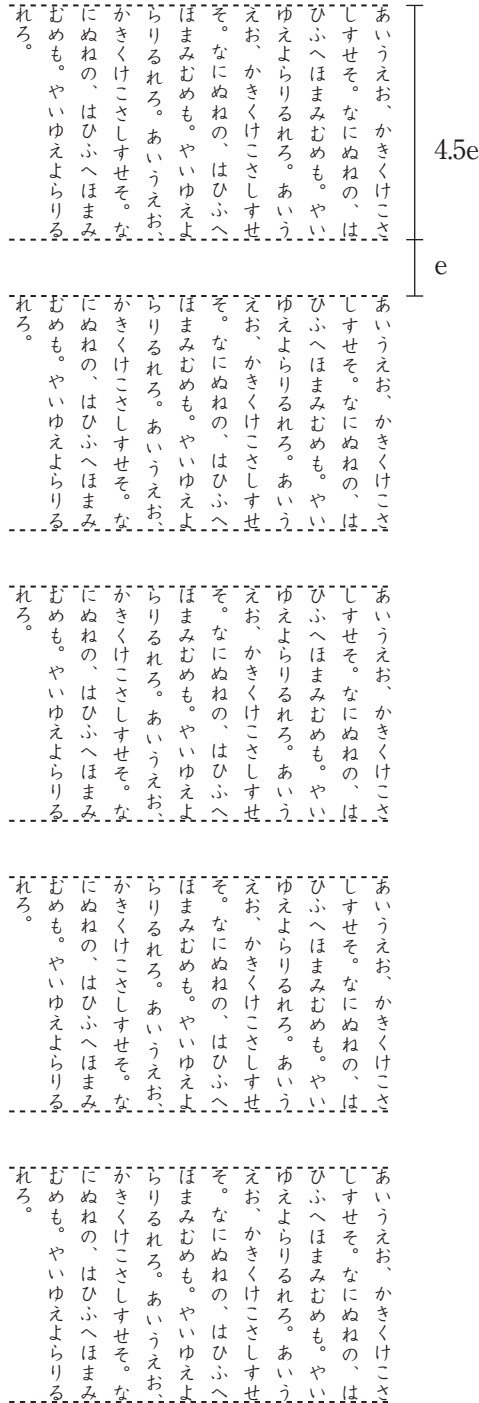 あいうえお、かきくけこさ
しすせそ。なにぬねの、は
ひふへほまみむめも。やい
ゆえよらりるれろ。あいう
えお、かきくけこさしすせ
そ。なにぬねの、はひふへ
ほまみむめも。やいゆえよ
らりるれろ。あいうえお、
かきくけこさしすせそ。な
にぬねの、はひふへほまみ
むめも。やいゆえよらりる
れろ。
4.5e
e
あいうえお、かきくけこさ
しすせそ。なにぬねの、は
ひふへほまみむめも。やい
ゆえよらりるれろ。あいう
えお、かきくけこさしすせ
そ。なにぬねの、はひふへ
ほまみむめも。やいゆえよ
らりるれろ。あいうえお、
かきくけこさしすせそ。な
にぬねの、はひふへほまみ
むめも。やいゆえよらりる
れろ。
あいうえお、かきくけこさ
しすせそ。なにぬねの、は
ひふへほまみむめも。やい
ゆえよらりるれろ。あいう
えお、かきくけこさしすせ
そ。なにぬねの、はひふへ
ほまみむめも。やいゆえよ
らりるれろ。あいうえお、
かきくけこさしすせそ。な
にぬねの、はひふへほまみ
むめも。やいゆえよらりる
れろ。
あいうえお、かきくけこさ
しすせそ。なにぬねの、は
ひふへほまみむめも。やい
ゆえよらりるれろ。あいう
えお、かきくけこさしすせ
そ。なにぬねの、はひふへ
ほまみむめも。やいゆえよ
らりるれろ。あいうえお、
かきくけこさしすせそ。な
にぬねの、はひふへほまみ
むめも。やいゆえよらりる
れろ。
あいうえお、かきくけこさ
しすせそ。なにぬねの、は
ひふへほまみむめも。やい
ゆえよらりるれろ。あいう
えお、かきくけこさしすせ
そ。なにぬねの、はひふへ
ほまみむめも。やいゆえよ
らりるれろ。あいうえお、
かきくけこさしすせそ。な
にぬねの、はひふへほまみ
むめも。やいゆえよらりる
れろ。